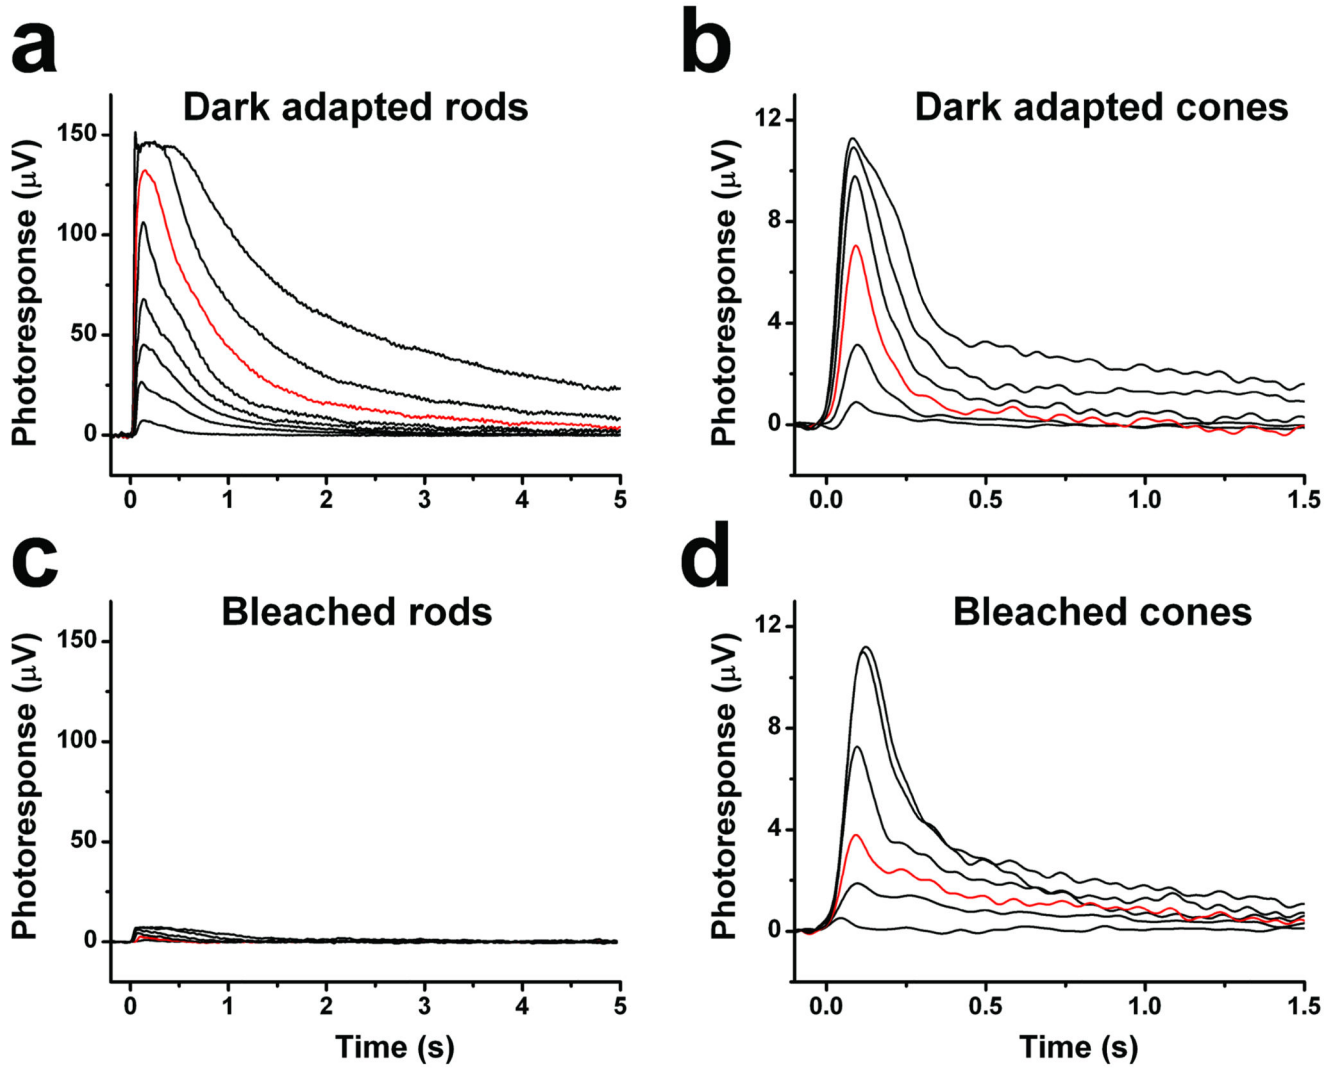 a
Dark adapted rods
Photoresponse (μV)
150
100
50
0
0 1 2 3 4 5
b
Dark adapted cones
Photoresponse (μV)
12
8
4
0
0.0 0.5 1.0 1.5
c
Bleached rods
Photoresponse (μV)
150
100
50
0
0 1 2 3 4 5
Time (s)
d
Bleached cones
Photoresponse (μV)
12
8
4
0
0.0 0.5 1.0 1.5
Time (s)